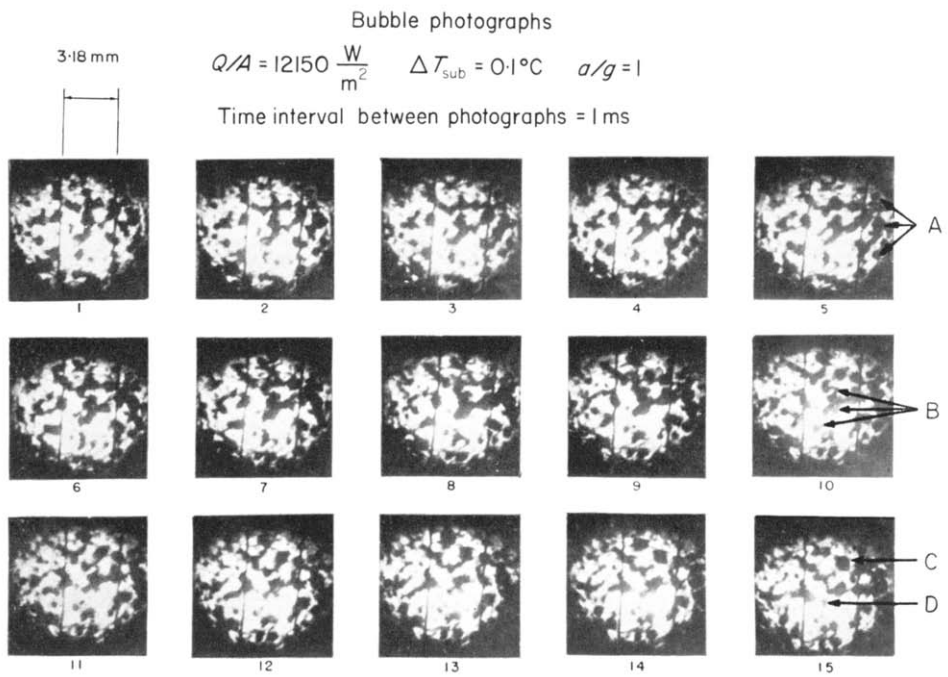 Bubble photographs
3·18 mm
Q/A = 12150 W/m² ΔTsub = 0·1°C a/g = 1
Time interval between photographs = 1 ms
A
1 2 3 4 5
B
6 7 8 9 10
C
D
11 12 13 14 15